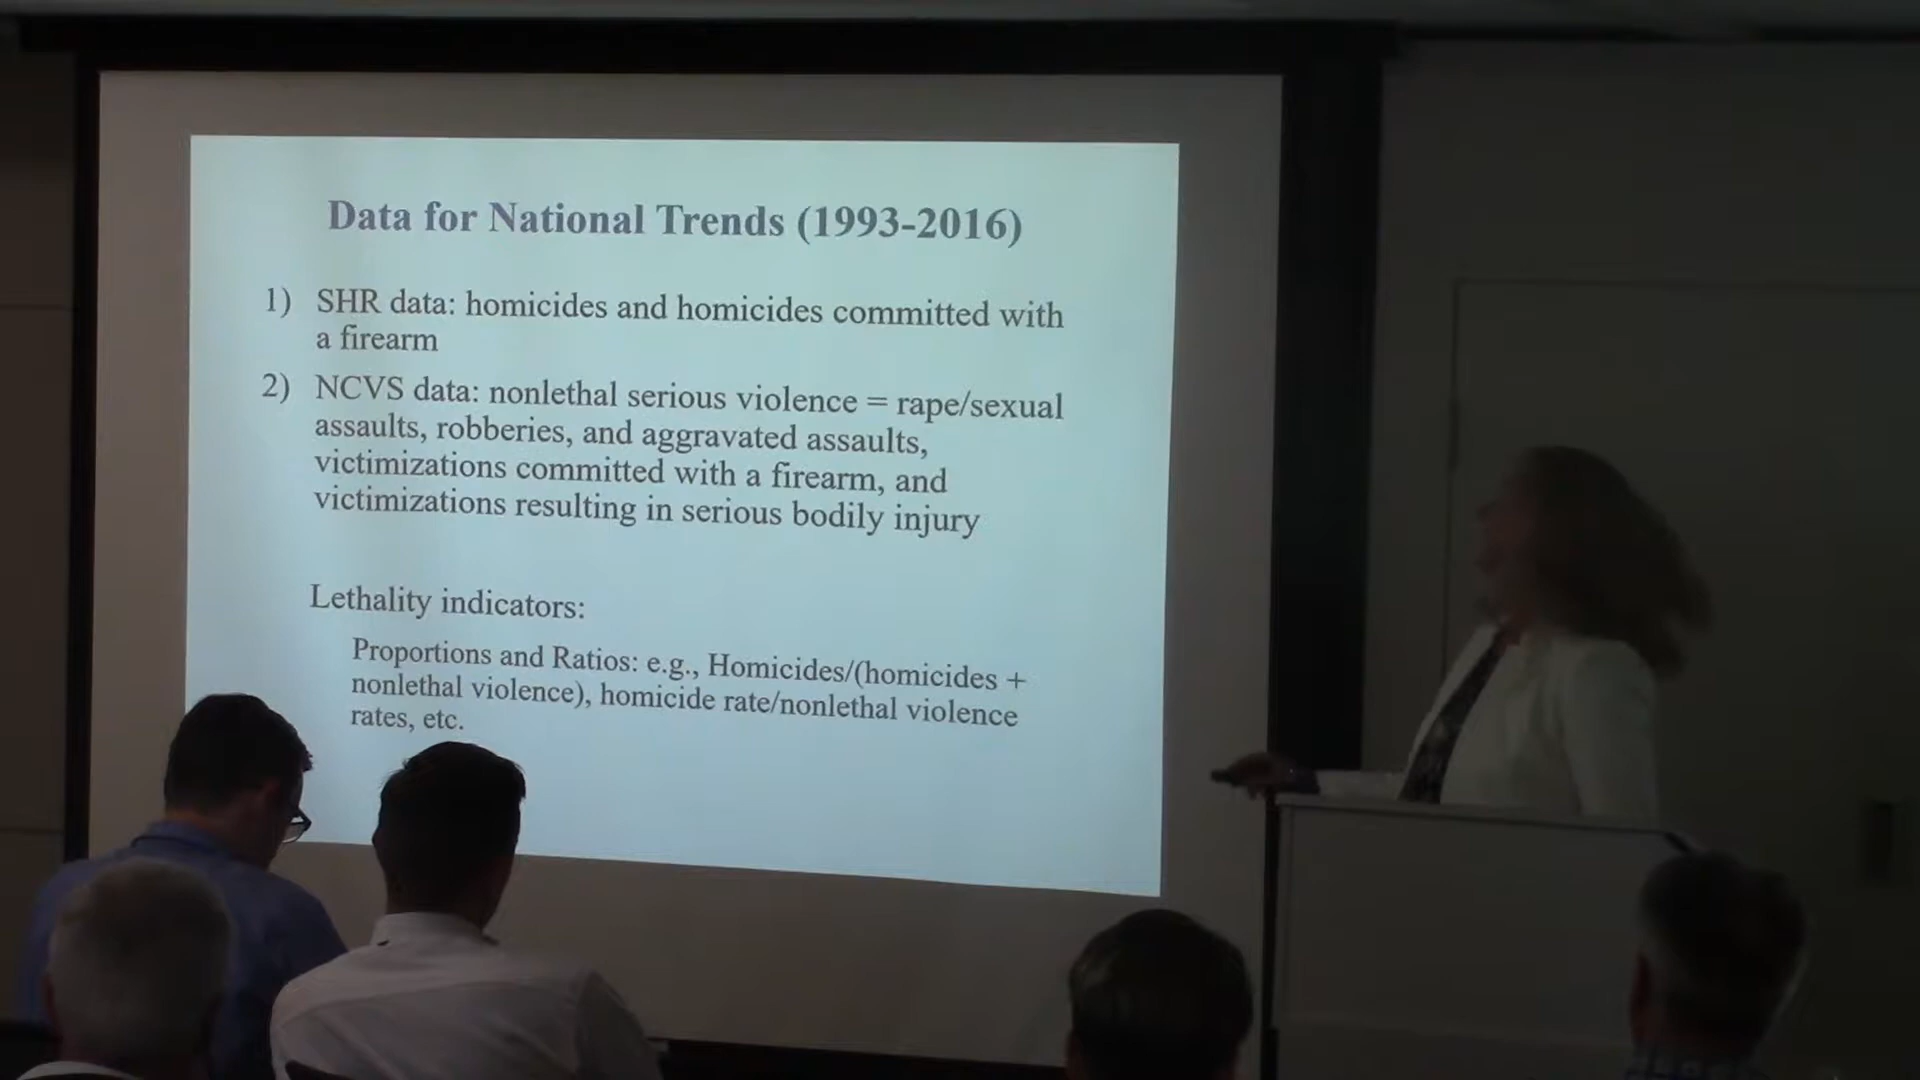 Data for National Trends (1993-2016)
1) SHR data: homicides and homicides committed with
a firearm
2) NCVS data: nonlethal serious violence = rape/sexual
assaults, robberies, and aggravated assaults,
victimizations committed with a firearm, and
victimizations resulting in serious bodily injury
Lethality indicators:
Proportions and Ratios: e.g., Homicides/(homicides +
nonlethal violence), homicide rate/nonlethal violence
rates, etc.